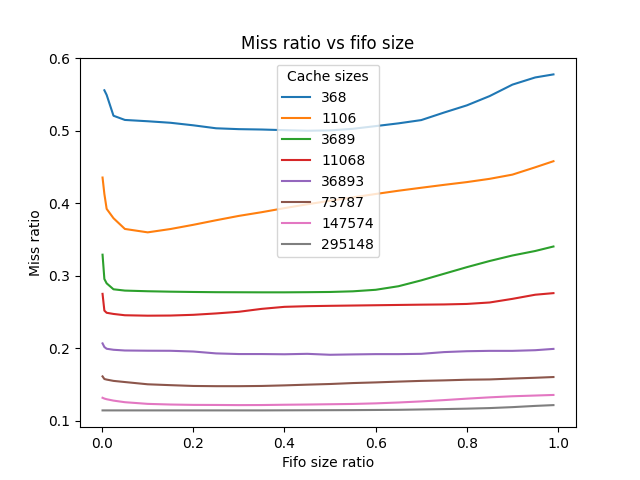 Miss ratio vs fifo size
0.6
0.5
0.4
0.3
0.2
0.1
Miss ratio
Cache sizes
368
1106
3689
11068
36893
73787
147574
295148
0.0 0.2 0.4 0.6 0.8 1.0
Fifo size ratio